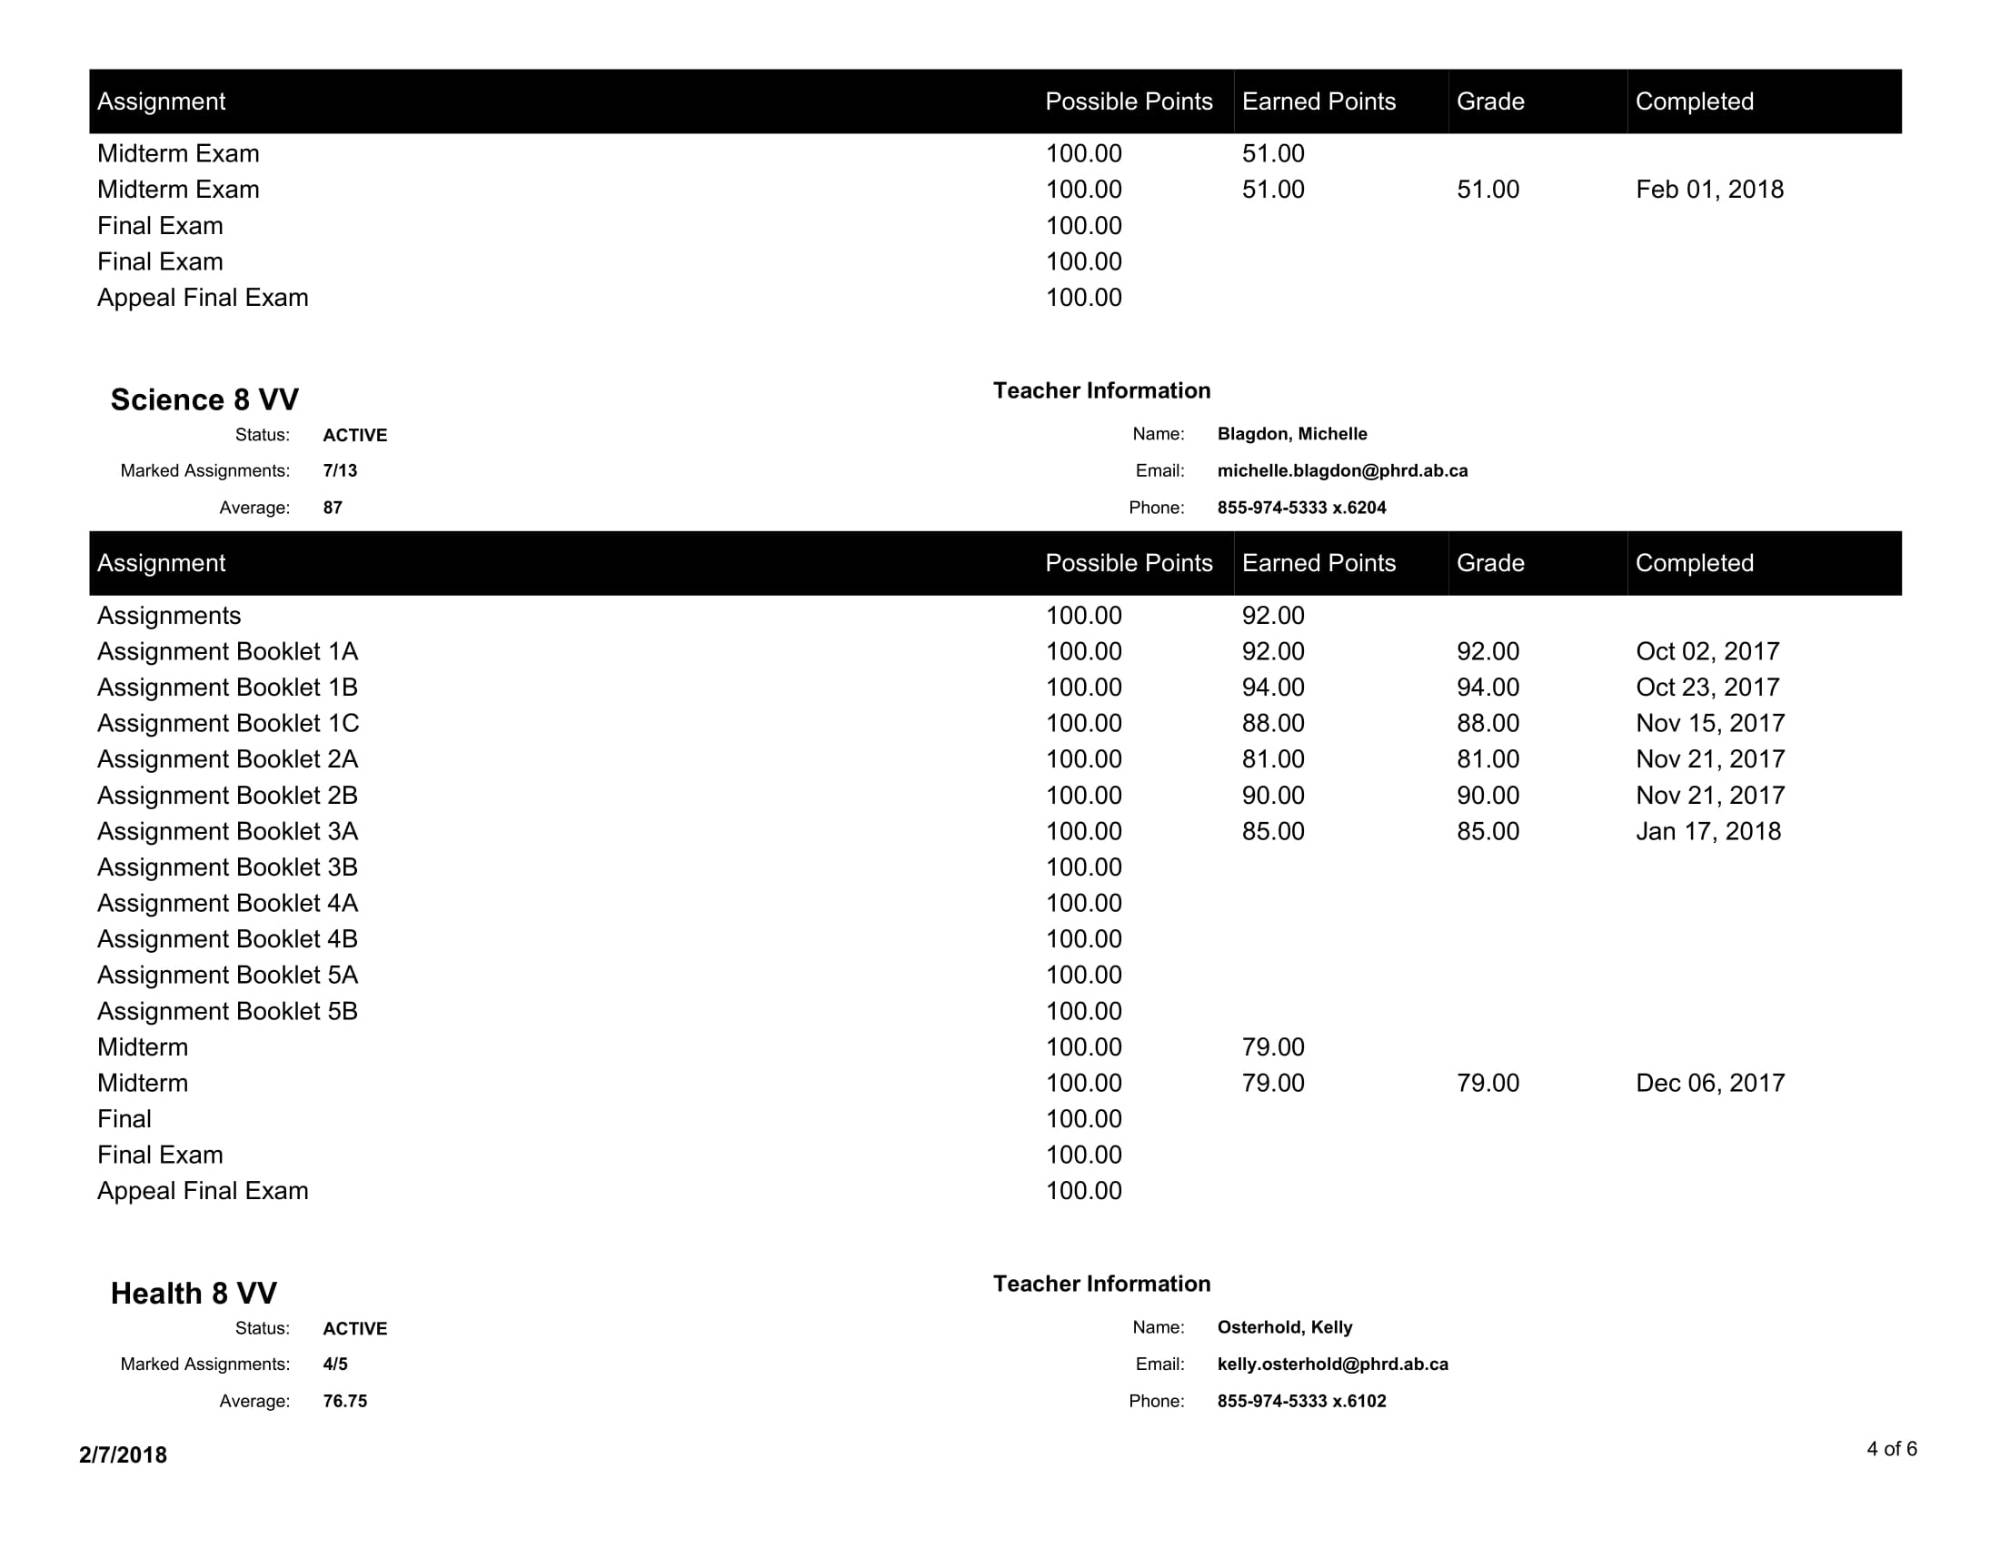 Assignment Possible Points Earned Points Grade Completed
Midterm Exam 100.00 51.00
Midterm Exam 100.00 51.00 51.00 Feb 01, 2018
Final Exam 100.00
Final Exam 100.00
Appeal Final Exam 100.00
Science 8 VV Teacher Information
Status: ACTIVE Name: Blagdon, Michelle
Marked Assignments: 7/13 Email: michelle.blagdon@phrd.ab.ca
Average: 87 Phone: 855-974-5333 x.6204
Assignment Possible Points Earned Points Grade Completed
Assignments 100.00 92.00
Assignment Booklet 1A 100.00 92.00 92.00 Oct 02, 2017
Assignment Booklet 1B 100.00 94.00 94.00 Oct 23, 2017
Assignment Booklet 1C 100.00 88.00 88.00 Nov 15, 2017
Assignment Booklet 2A 100.00 81.00 81.00 Nov 21, 2017
Assignment Booklet 2B 100.00 90.00 90.00 Nov 21, 2017
Assignment Booklet 3A 100.00 85.00 85.00 Jan 17, 2018
Assignment Booklet 3B 100.00
Assignment Booklet 4A 100.00
Assignment Booklet 4B 100.00
Assignment Booklet 5A 100.00
Assignment Booklet 5B 100.00
Midterm 100.00 79.00
Midterm 100.00 79.00 79.00 Dec 06, 2017
Final 100.00
Final Exam 100.00
Appeal Final Exam 100.00
Health 8 VV Teacher Information
Status: ACTIVE Name: Osterhold, Kelly
Marked Assignments: 4/5 Email: kelly.osterhold@phrd.ab.ca
Average: 76.75 Phone: 855-974-5333 x.6102
2/7/2018 4 of 6